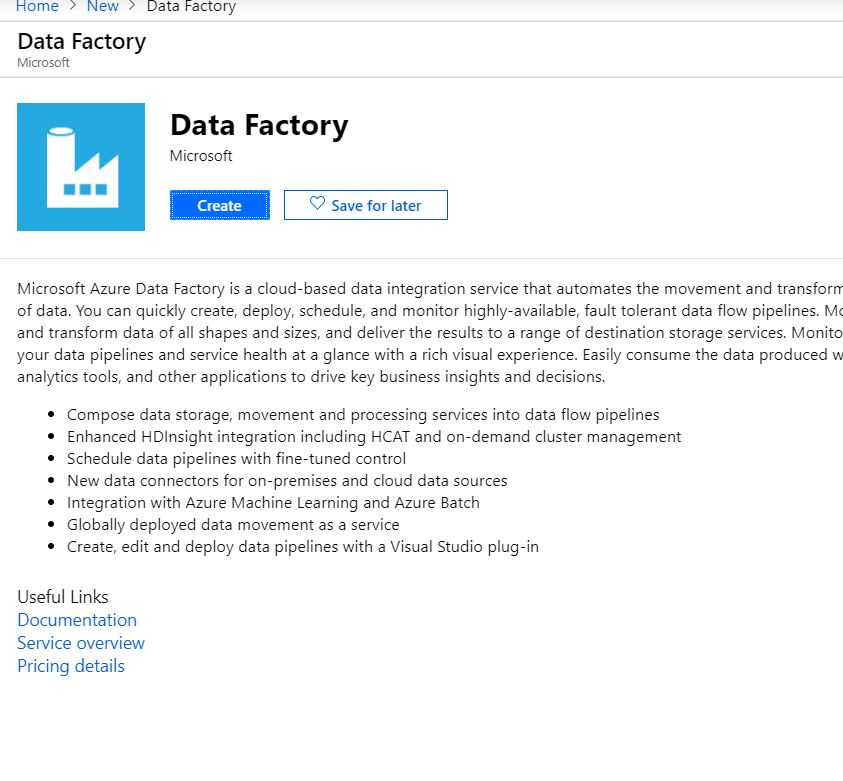 Home > New > Data Factory
Data Factory
Microsoft
Data Factory
Microsoft
Create
Save for later
Microsoft Azure Data Factory is a cloud-based data integration service that automates the movement and transform
of data. You can quickly create, deploy, schedule, and monitor highly-available, fault tolerant data flow pipelines. Mo
and transform data of all shapes and sizes, and deliver the results to a range of destination storage services. Monito
your data pipelines and service health at a glance with a rich visual experience. Easily consume the data produced w
analytics tools, and other applications to drive key business insights and decisions.
• Compose data storage, movement and processing services into data flow pipelines
• Enhanced HDInsight integration including HCAT and on-demand cluster management
• Schedule data pipelines with fine-tuned control
• New data connectors for on-premises and cloud data sources
• Integration with Azure Machine Learning and Azure Batch
• Globally deployed data movement as a service
• Create, edit and deploy data pipelines with a Visual Studio plug-in
Useful Links
Documentation
Service overview
Pricing details